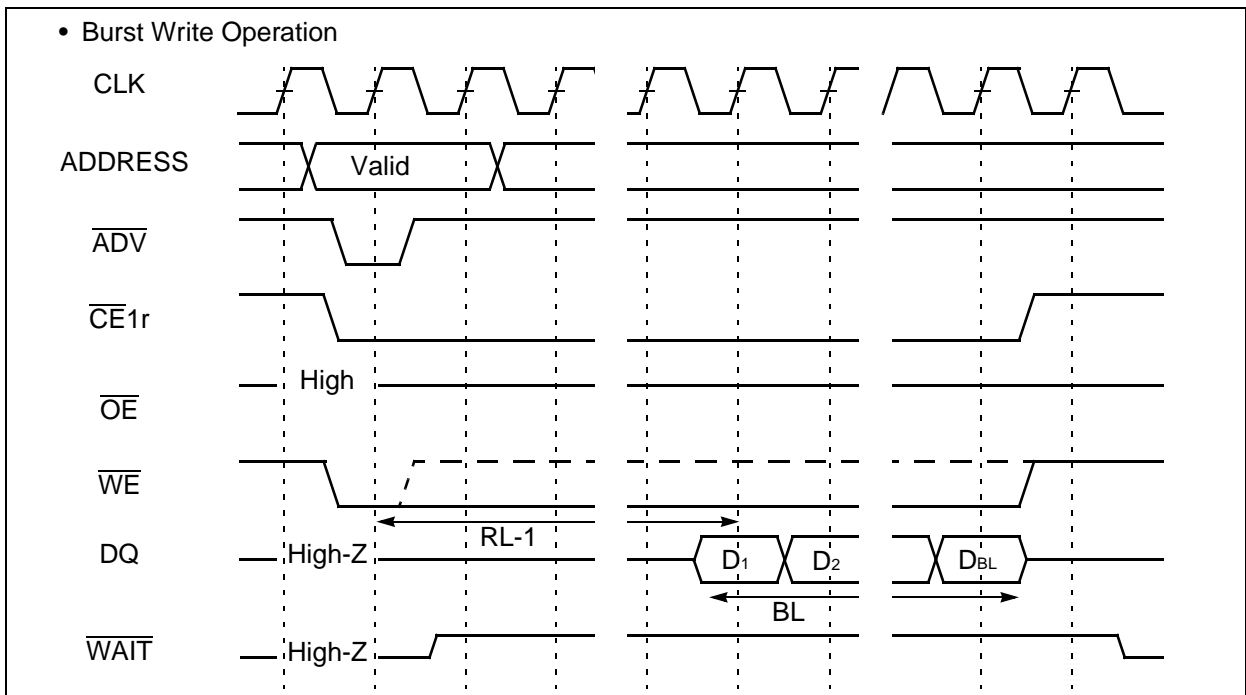 • Burst Write Operation
CLK
ADDRESS Valid
ADV
CE1r
High
OE
WE
RL-1
DQ High-Z D1 D2 DBL
BL
WAIT High-Z